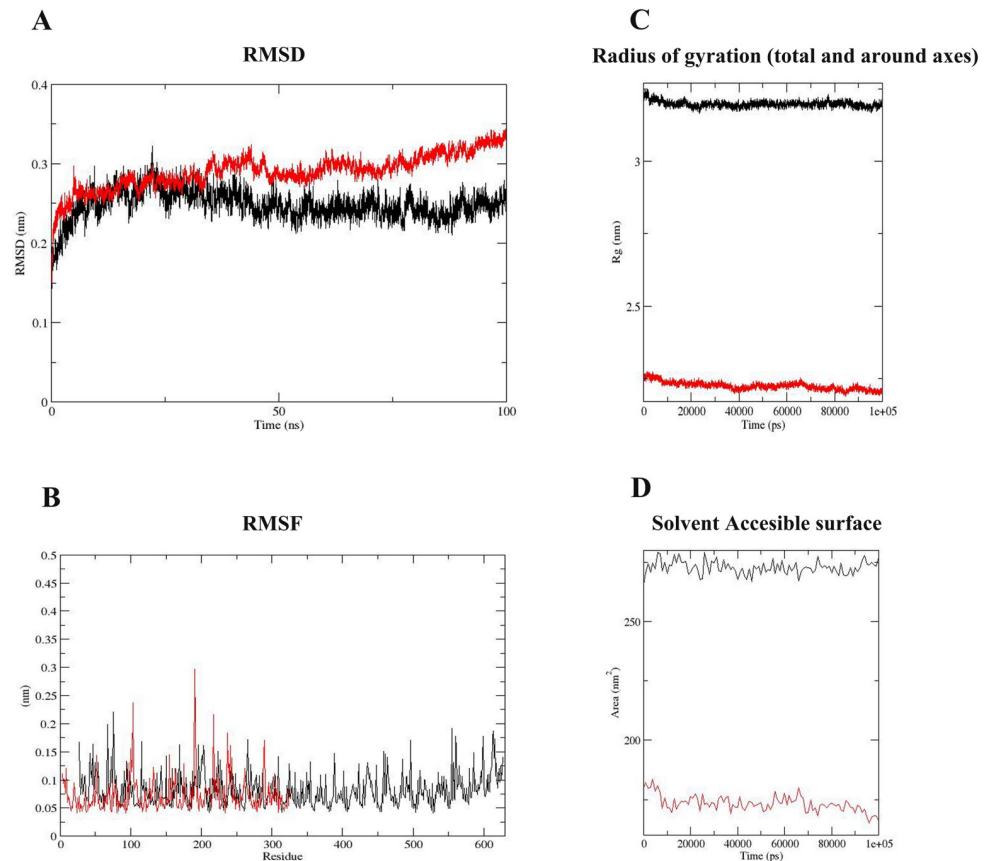 A
RMSD
0.4
0.3
0.2
0.1
0
RMSD (nm)
0
50
100
Time (ns)
C
Radius of gyration (total and around axes)
3
2.5
Rg (nm)
0
20000
40000
60000
80000
1e+05
Time (ps)
B
RMSF
0.5
0.45
0.4
0.35
0.3
0.25
0.2
0.15
0.1
0.05
0
(nm)
0
100
200
300
400
500
600
Residue
D
Solvent Accesible surface
250
200
Area (nm²)
0
20000
40000
60000
80000
1e+05
Time (ps)